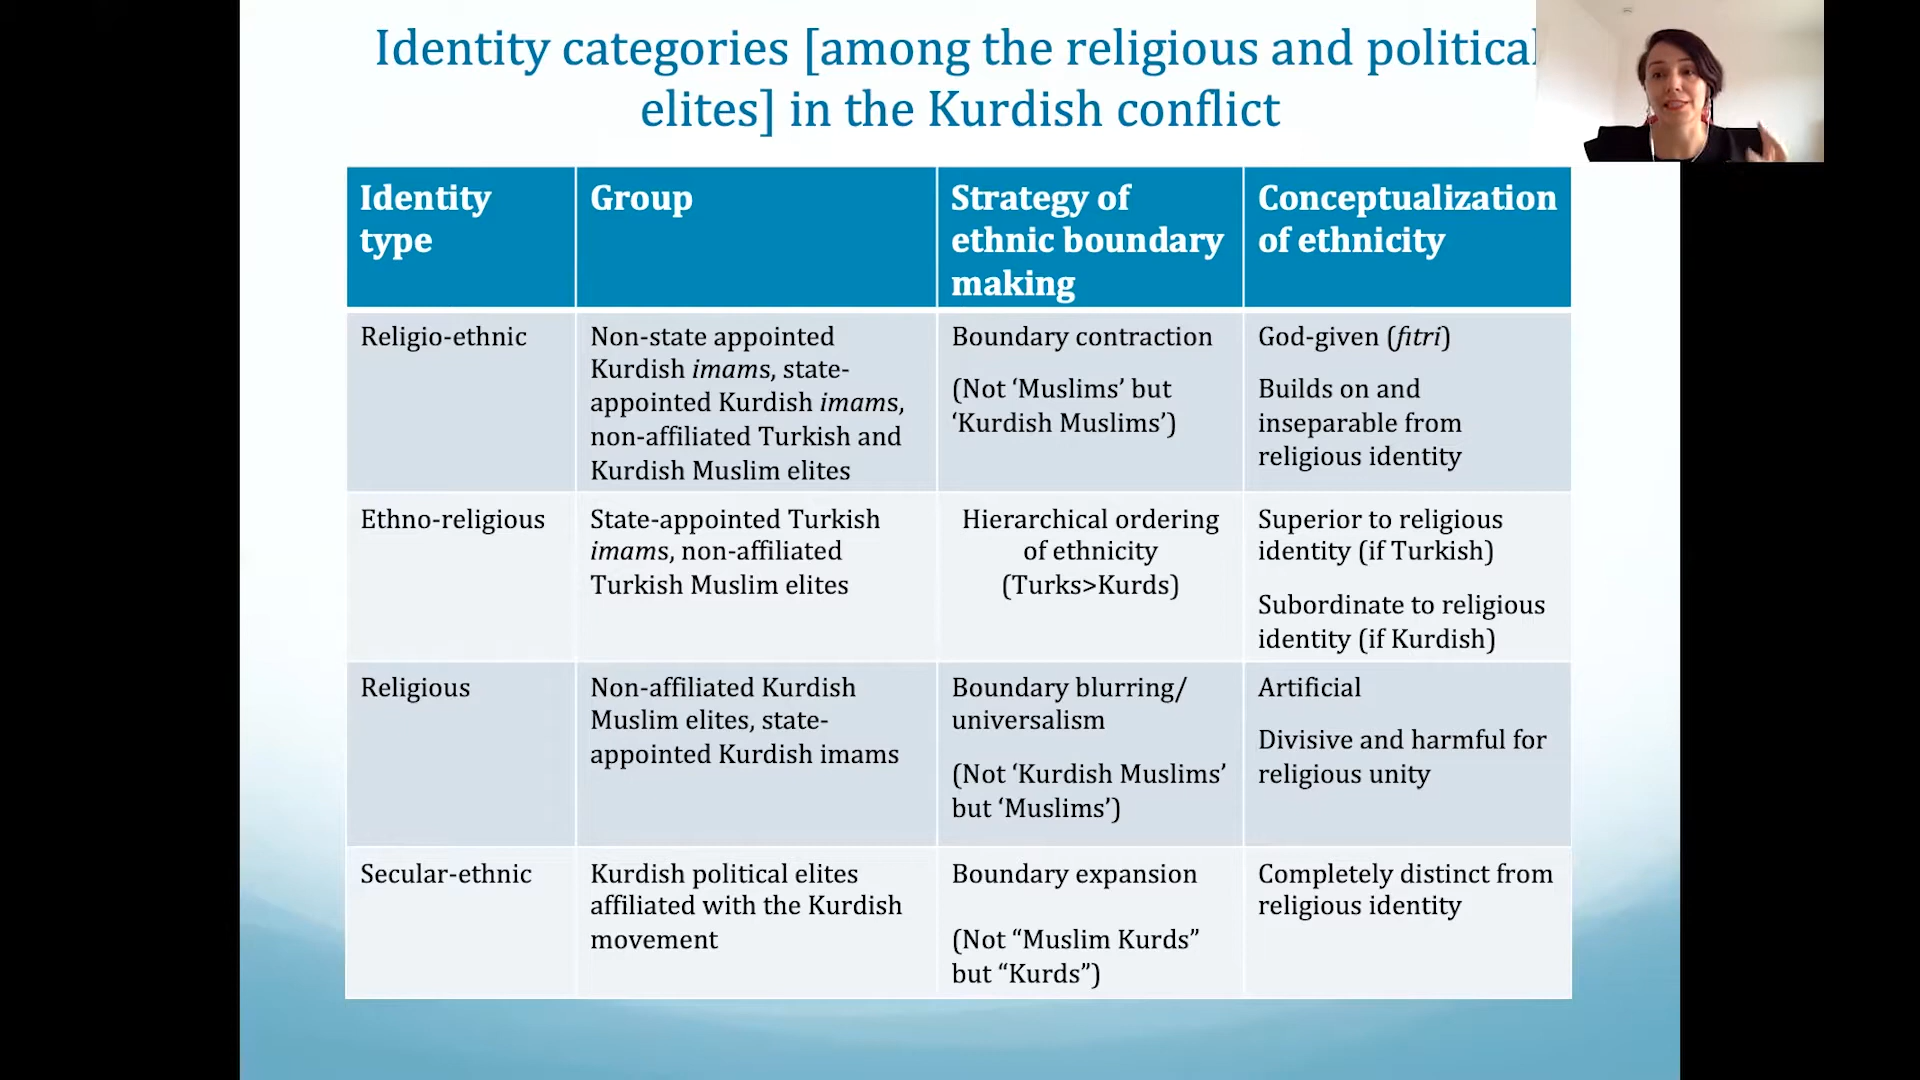 Identity categories [among the religious and political
elites] in the Kurdish conflict
Identity
type
Group
Strategy of
ethnic boundary
making
Conceptualization
of ethnicity
Religio-ethnic
Non-state appointed
Kurdish imams, state-
appointed Kurdish imams,
non-affiliated Turkish and
Kurdish Muslim elites
Boundary contraction
(Not ‘Muslims’ but
‘Kurdish Muslims’)
God-given (fitri)
Builds on and
inseparable from
religious identity
Ethno-religious
State-appointed Turkish
imams, non-affiliated
Turkish Muslim elites
Hierarchical ordering
of ethnicity
(Turks>Kurds)
Superior to religious
identity (if Turkish)
Subordinate to religious
identity (if Kurdish)
Religious
Non-affiliated Kurdish
Muslim elites, state-
appointed Kurdish imams
Boundary blurring/
universalism
(Not ‘Kurdish Muslims’
but ‘Muslims’)
Artificial
Divisive and harmful for
religious unity
Secular-ethnic
Kurdish political elites
affiliated with the Kurdish
movement
Boundary expansion
(Not “Muslim Kurds”
but “Kurds”)
Completely distinct from
religious identity